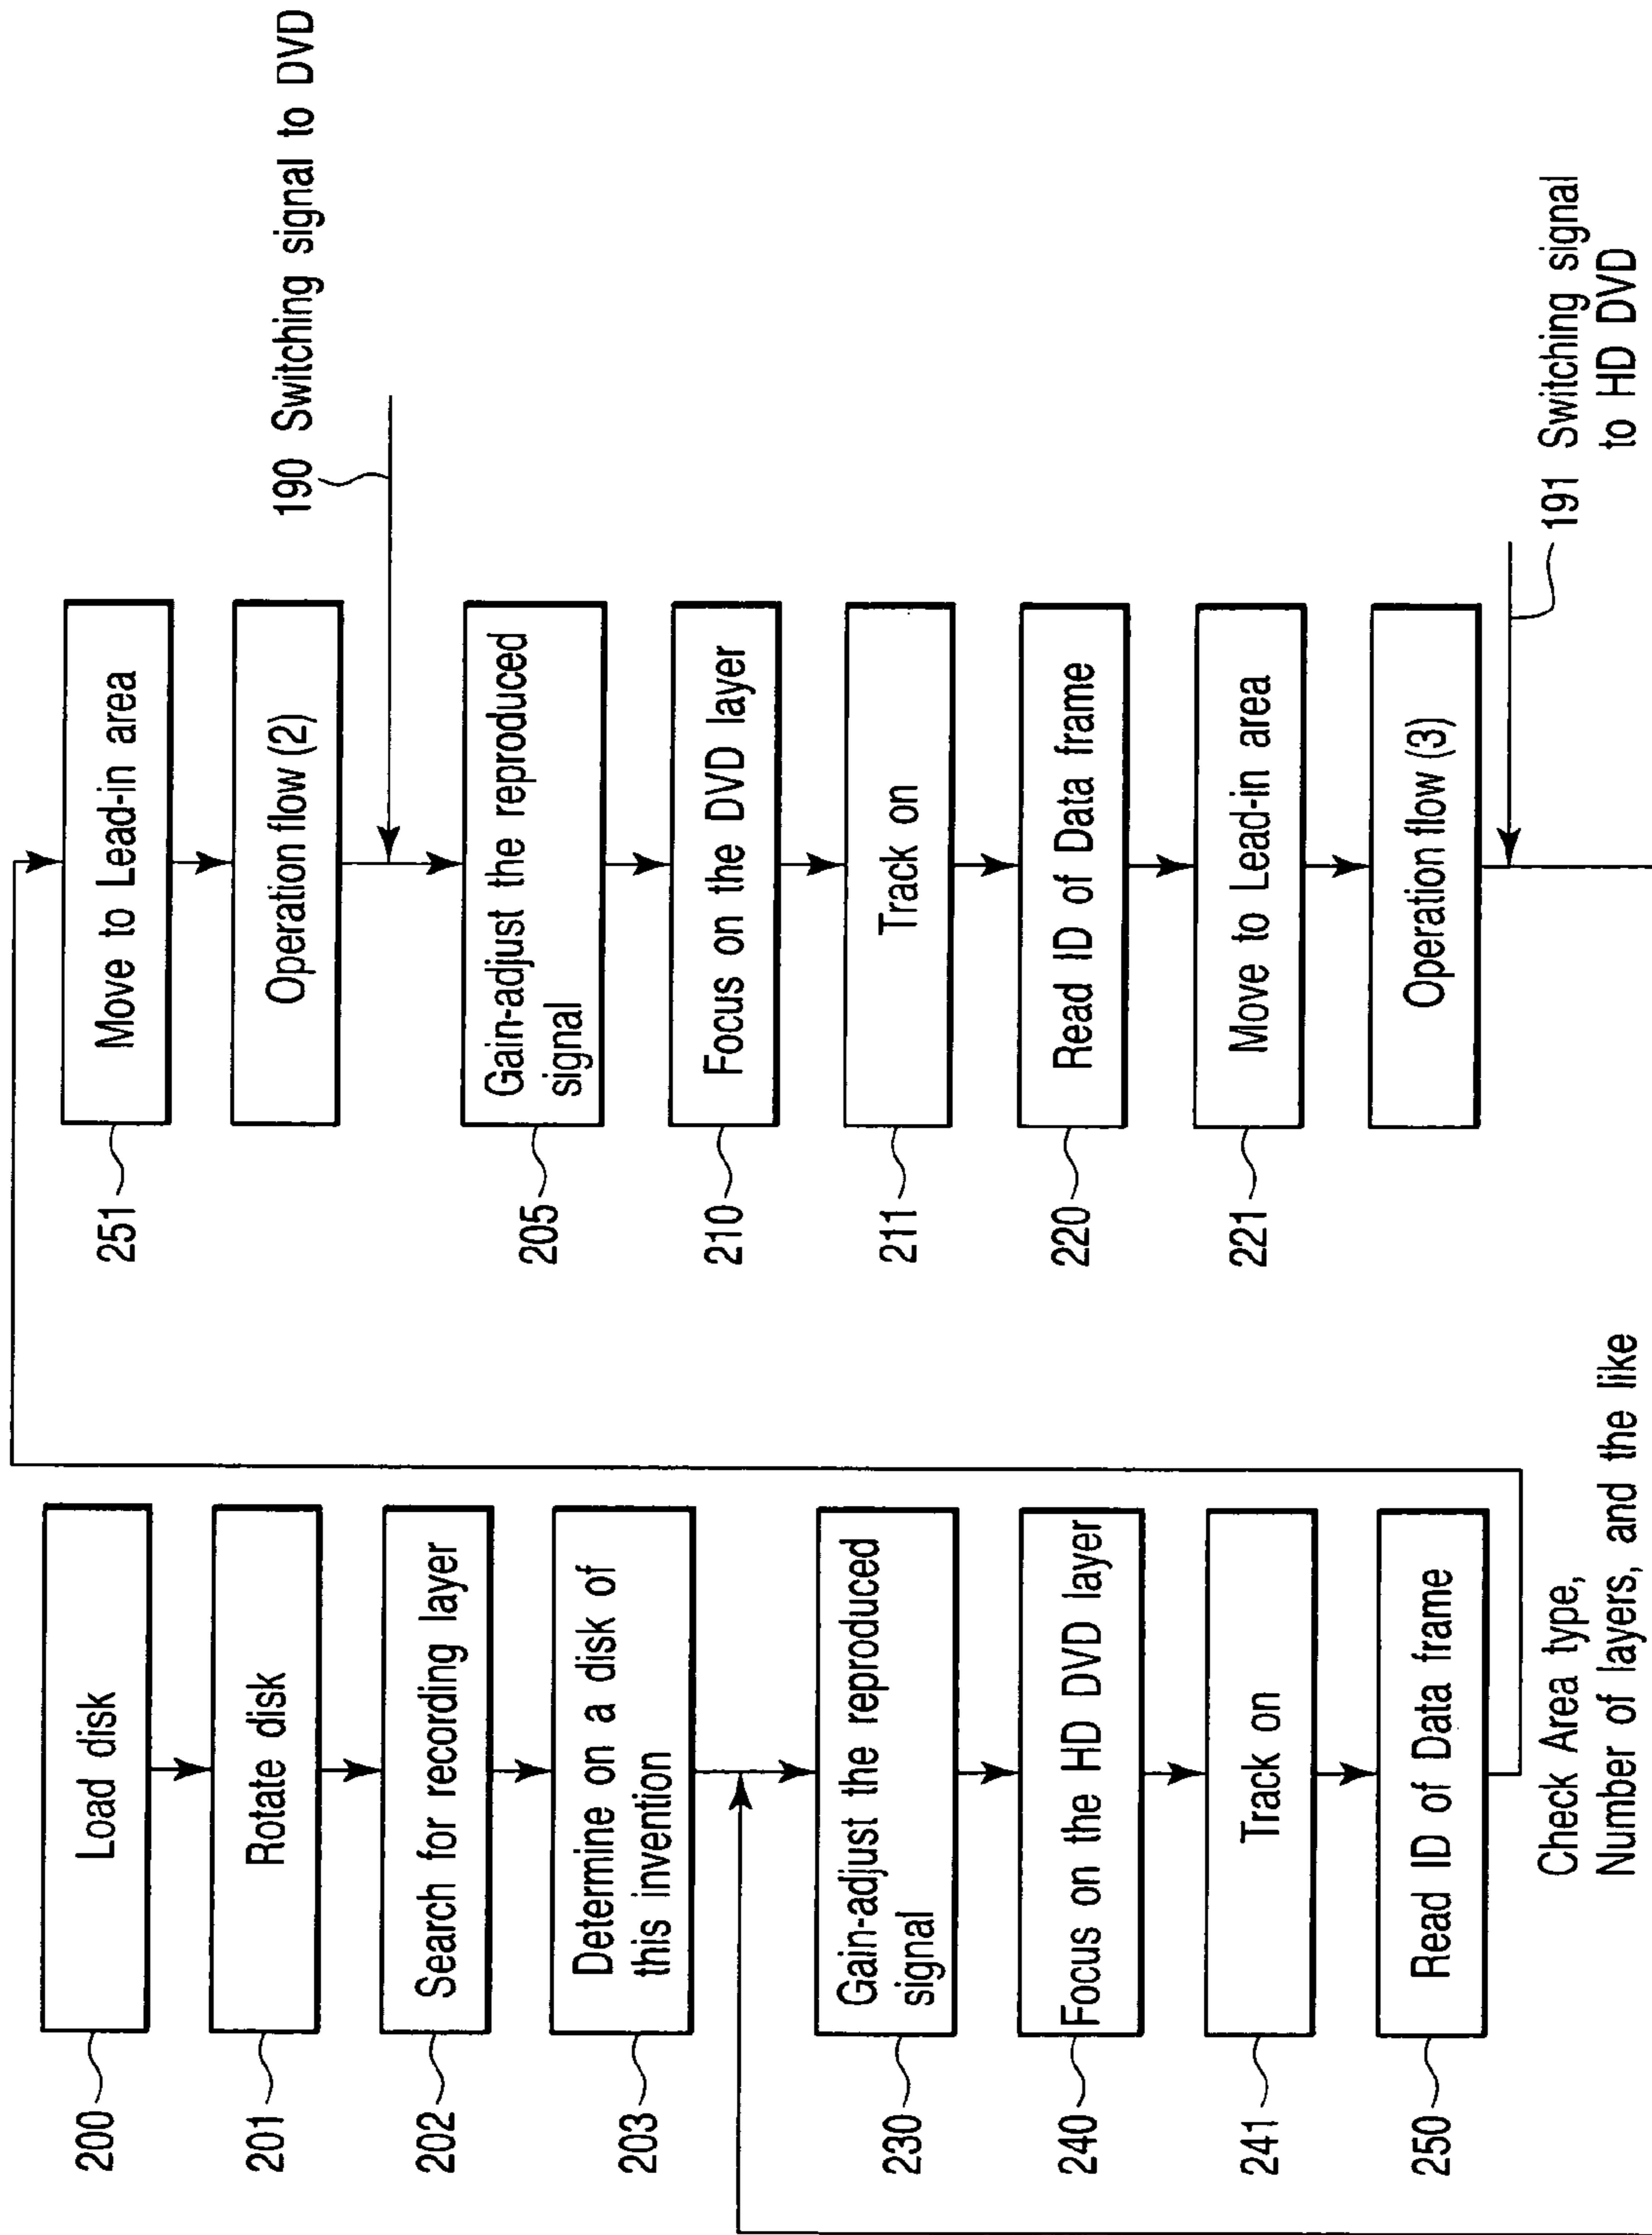 200
Load disk
201
Rotate disk
202
Search for recording layer
203
Determine on a disk of
this invention
230
Gain-adjust the reproduced
signal
240
Focus on the HD DVD layer
241
Track on
250
Read ID of Data frame
Check Area type,
Number of layers, and the like
251
Move to Lead-in area
Operation flow (2)
190 Switching signal to DVD
205
Gain-adjust the reproduced
signal
210
Focus on the DVD layer
211
Track on
220
Read ID of Data frame
221
Move to Lead-in area
Operation flow (3)
191 Switching signal
to HD DVD